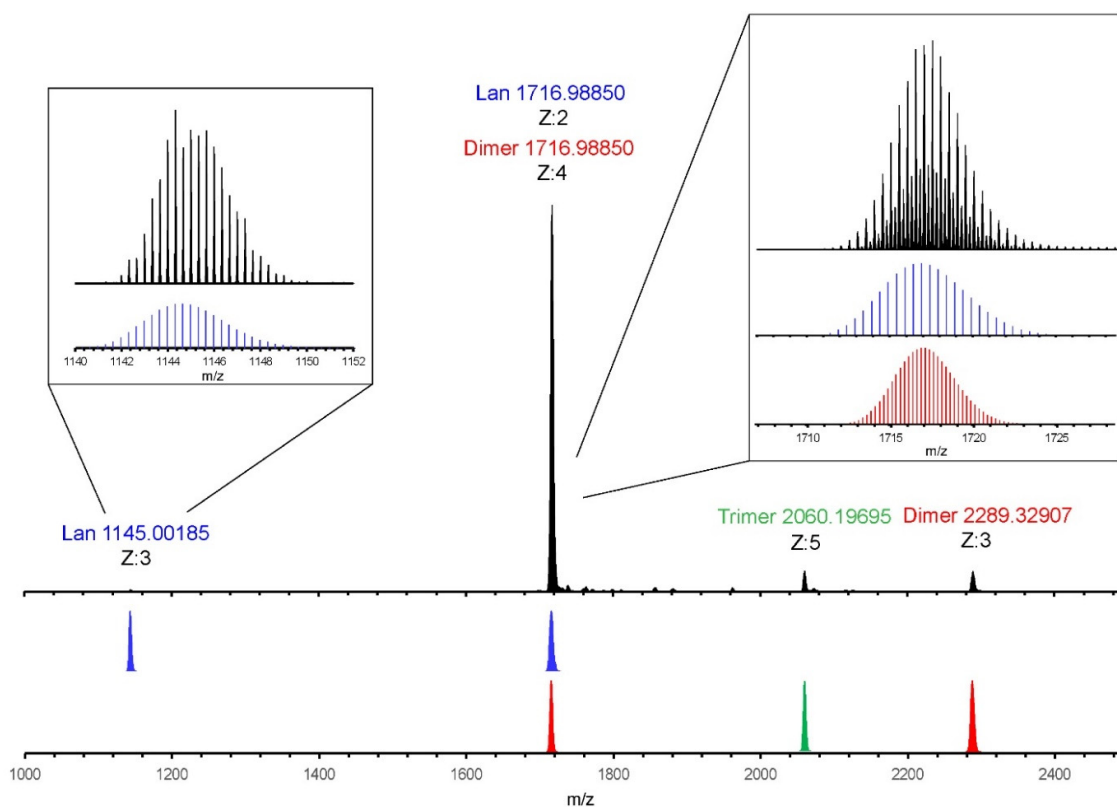 Lan 1716.98850
Z:2
Dimer 1716.98850
Z:4
1140 1142 1144 1146 1148 1150 1152
m/z
1710 1715 1720 1725
m/z
Lan 1145.00185
Z:3
Trimer 2060.19695 Dimer 2289.32907
Z:5 Z:3
1000 1200 1400 1600 1800 2000 2200 2400
m/z